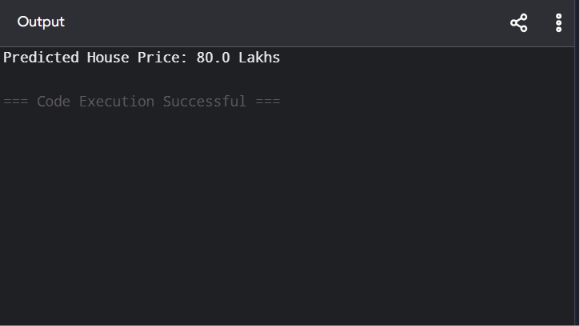 Output
Predicted House Price: 80.0 Lakhs
=== Code Execution Successful ===